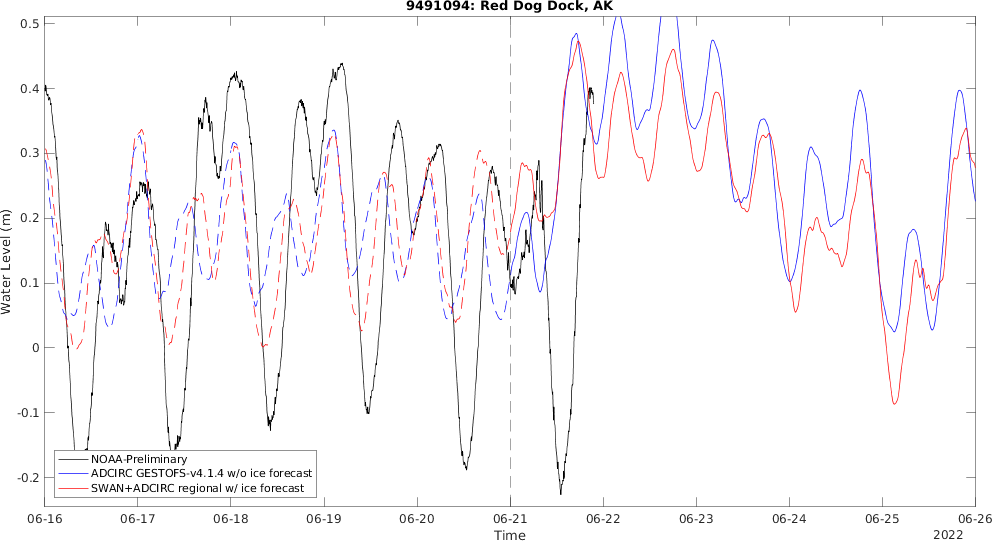 9491094: Red Dog Dock, AK
0.5
0.4
0.3
0.2
0.1
0
-0.1
-0.2
Water Level (m)
NOAA-Preliminary
ADCIRC GESTOFS-v4.1.4 w/o ice forecast
SWAN+ADCIRC regional w/ ice forecast
06-16 06-17 06-18 06-19 06-20 06-21 06-22 06-23 06-24 06-25 06-26
Time
2022